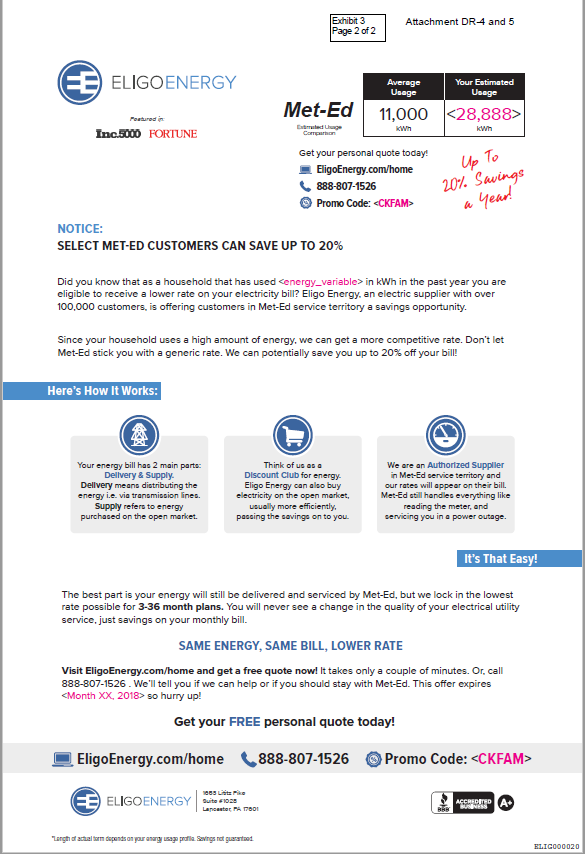 Exhibit 3
Page 2 of 2
Attachment DR-4 and 5
ELIGOENERGY
Featured in:
Inc.5000 FORTUNE
Met-Ed
Estimated Usage
Comparison
Average
Usage
Your Estimated
Usage
11,000
kWh
<28,888>
kWh
Get your personal quote today!
EligoEnergy.com/home
888-807-1526
Promo Code: <CKFAM>
Up To
20% Savings
a Year!
NOTICE:
SELECT MET-ED CUSTOMERS CAN SAVE UP TO 20%
Did you know that as a household that has used <energy_variable> in kWh in the past year you are
eligible to receive a lower rate on your electricity bill? Eligo Energy, an electric supplier with over
100,000 customers, is offering customers in Met-Ed service territory a savings opportunity.
Since your household uses a high amount of energy, we can get a more competitive rate. Don't let
Met-Ed stick you with a generic rate. We can potentially save you up to 20% off your bill!
Here's How It Works:
Your energy bill has 2 main parts:
Delivery & Supply.
Delivery means distributing the
energy i.e. via transmission lines.
Supply refers to energy
purchased on the open market.
Think of us as a
Discount Club for energy.
Eligo Energy can also buy
electricity on the open market,
usually more efficiently,
passing the savings on to you.
We are an Authorized Supplier
in Met-Ed service territory and
our rates will appear on their bill.
Met-Ed still handles everything like
reading the meter, and
servicing you in a power outage.
It's That Easy!
The best part is your energy will still be delivered and serviced by Met-Ed, but we lock in the lowest
rate possible for 3-36 month plans. You will never see a change in the quality of your electrical utility
service, just savings on your monthly bill.
SAME ENERGY, SAME BILL, LOWER RATE
Visit EligoEnergy.com/home and get a free quote now! It takes only a couple of minutes. Or, call
888-807-1526 . We'll tell you if we can help or if you should stay with Met-Ed. This offer expires
<Month XX, 2018> so hurry up!
Get your FREE personal quote today!
EligoEnergy.com/home
888-807-1526
Promo Code: <CKFAM>
ELIGOENERGY
Lititz Pike
Suite #1028
Lancaster, PA 17601
BBB
ACCREDITED
BUSINESS
A+
*Length of actual term depends on your energy usage profile. Savings not guaranteed.
ELIG000020